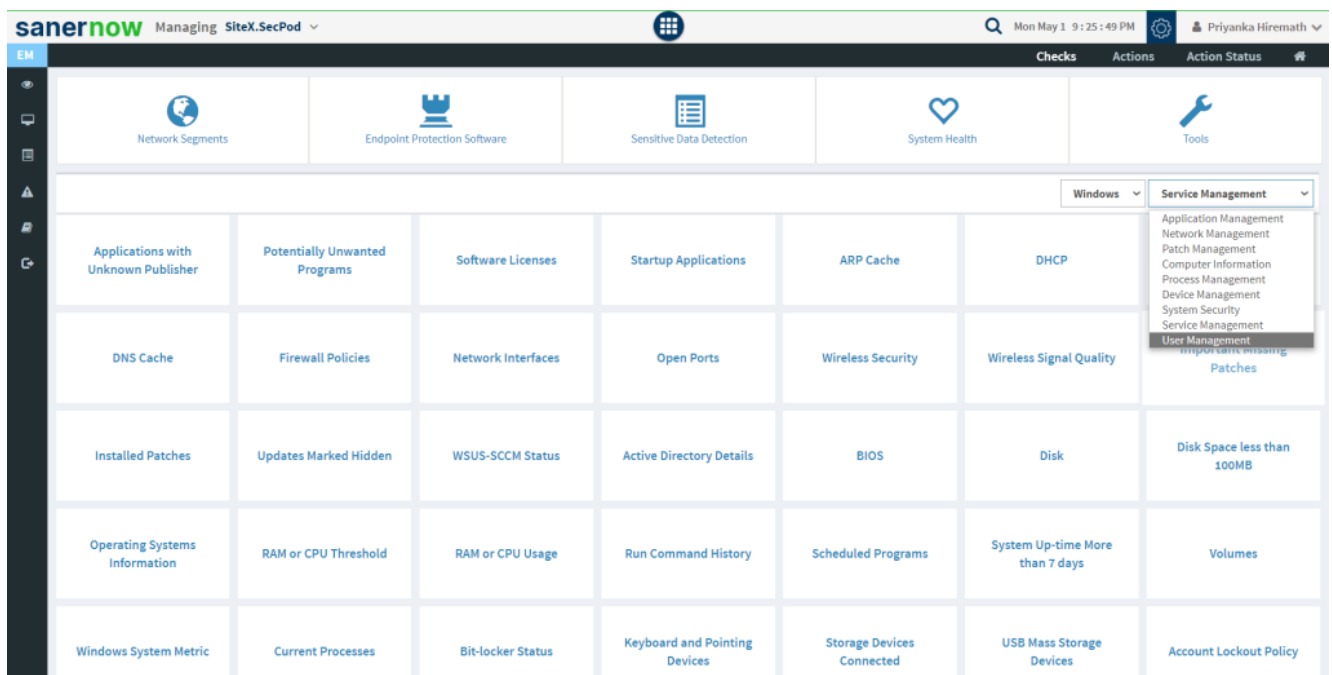 sanernow Managing SiteX.SecPod
Mon May 1 9:25:49 PM
Priyanka Hiremath
EM
Checks
Actions
Action Status
Network Segments
Endpoint Protection Software
Sensitive Data Detection
System Health
Tools
Windows
Service Management
Application Management
Network Management
Patch Management
Computer Information
Process Management
Device Management
System Security
Service Management
User Management
Applications with
Unknown Publisher
Potentially Unwanted
Programs
Software Licenses
Startup Applications
ARP Cache
DHCP
DNS Cache
Firewall Policies
Network Interfaces
Open Ports
Wireless Security
Wireless Signal Quality
Important Missing
Patches
Installed Patches
Updates Marked Hidden
WSUS-SCCM Status
Active Directory Details
BIOS
Disk
Disk Space less than
100MB
Operating Systems
Information
RAM or CPU Threshold
RAM or CPU Usage
Run Command History
Scheduled Programs
System Up-time More
than 7 days
Volumes
Windows System Metric
Current Processes
Bit-locker Status
Keyboard and Pointing
Devices
Storage Devices
Connected
USB Mass Storage
Devices
Account Lockout Policy